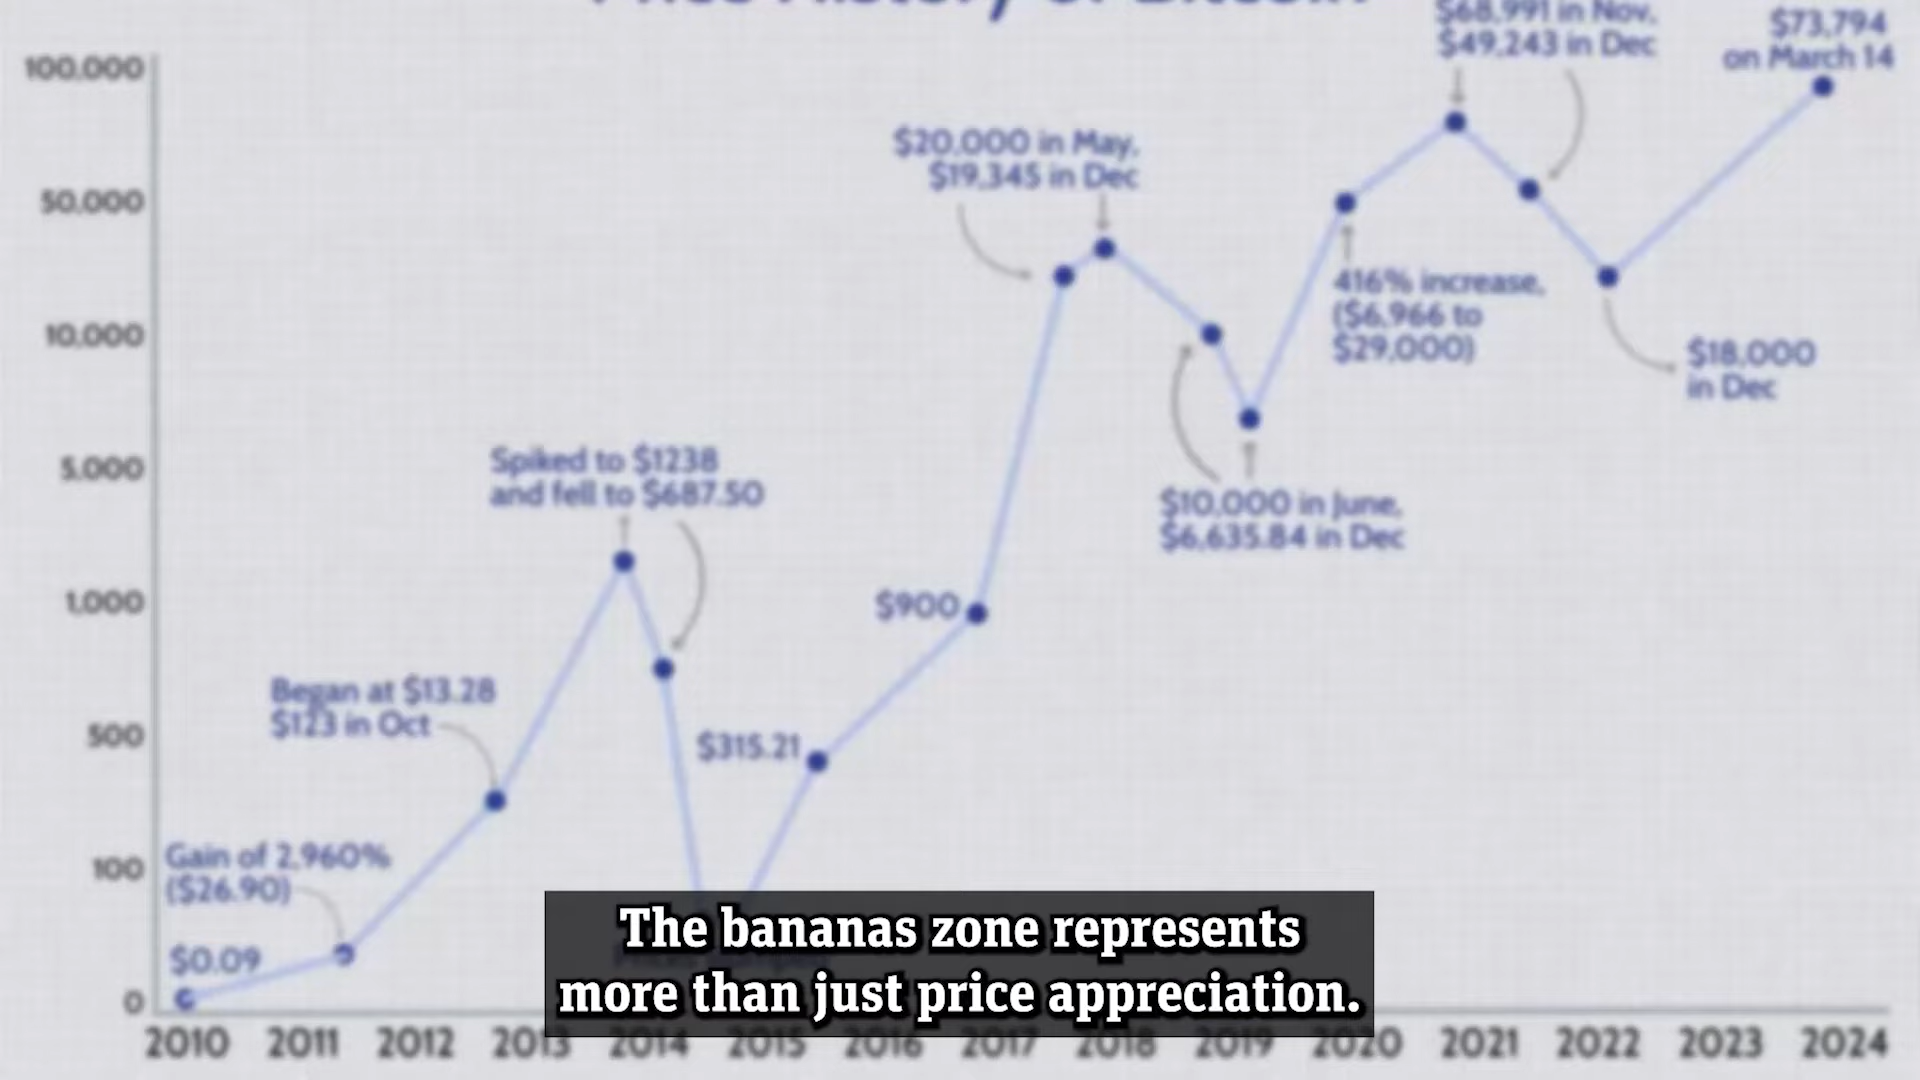 Price History of Bitcoin
$68,991 in Nov,
$49,243 in Dec
$73,794
on March 14
100,000
$20,000 in May,
$19,345 in Dec
50,000
416% increase,
($6,966 to
$29,000)
10,000
$18,000
in Dec
Spiked to $1238
and fell to $687.50
5,000
$10,000 in June,
$6,635.84 in Dec
1,000
$900
Began at $13.28
$123 in Oct
500
$315.21
Gain of 2,960%
($26.90)
100
$0.09
0
The bananas zone represents
more than just price appreciation.
2010 2011 2012 2013 2014 2015 2016 2017 2018 2019 2020 2021 2022 2023 2024